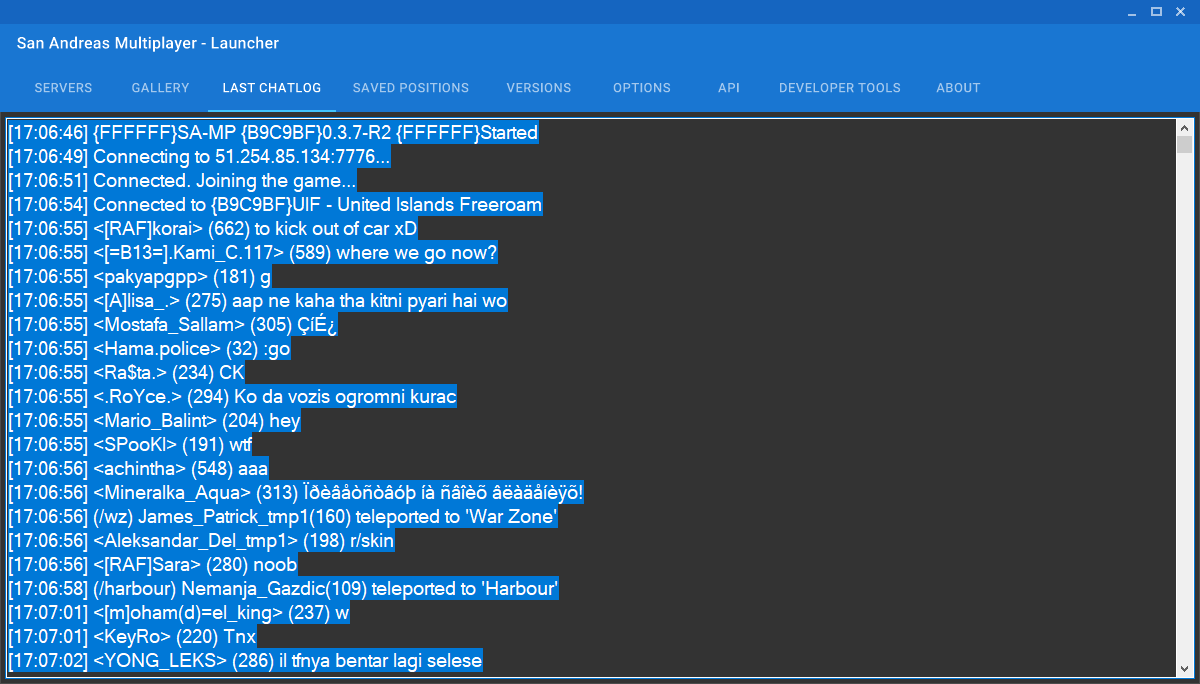 San Andreas Multiplayer - Launcher
SERVERS GALLERY LAST CHATLOG SAVED POSITIONS VERSIONS OPTIONS API DEVELOPER TOOLS ABOUT
[17:06:46] {FFFFFF}SA-MP {B9C9BF}0.3.7-R2 {FFFFFF}Started
[17:06:49] Connecting to 51.254.85.134:7776...
[17:06:51] Connected. Joining the game...
[17:06:54] Connected to {B9C9BF}UIF - United Islands Freeroam
[17:06:55] <[RAF]korai> (662) to kick out of car xD
[17:06:55] <[=B13=].Kami_C.117> (589) where we go now?
[17:06:55] <pakyapgpp> (181) g
[17:06:55] <[A]lisa_.> (275) aap ne kaha tha kitni pyari hai wo
[17:06:55] <Mostafa_Sallam> (305) ÇíÉ¿
[17:06:55] <Hama.police> (32) :go
[17:06:55] <Ra$ta.> (234) CK
[17:06:55] <.RoYce.> (294) Ko da vozis ogromni kurac
[17:06:55] <Mario_Balint> (204) hey
[17:06:55] <SPooKl> (191) wtf
[17:06:56] <achintha> (548) aaa
[17:06:56] <Mineralka_Aqua> (313) Ïðèâåòñòâóþ íà ñâîèõ âëàäåíèÿõ!
[17:06:56] (/wz) James_Patrick_tmp1(160) teleported to 'War Zone'
[17:06:56] <Aleksandar_Del_tmp1> (198) r/skin
[17:06:56] <[RAF]Sara> (280) noob
[17:06:58] (/harbour) Nemanja_Gazdic(109) teleported to 'Harbour'
[17:07:01] <[m]oham(d)=el_king> (237) w
[17:07:01] <KeyRo> (220) Tnx
[17:07:02] <YONG_LEKS> (286) il tfnya bentar lagi selese